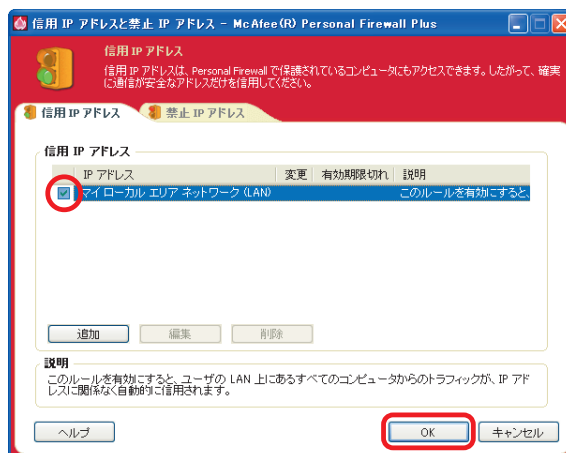 信用 IP アドレスと禁止 IP アドレス - McAfee(R) Personal Firewall Plus
信用 IP アドレス
信用 IP アドレスは、Personal Firewall で保護されているコンピュータにもアクセスできます。したがって、確実
に通信が安全なアドレスだけを信用してください。
信用 IP アドレス 禁止 IP アドレス
信用 IP アドレス
IP アドレス 変更 有効期限切れ 説明
マイ ローカル エリア ネットワーク (LAN) このルールを有効にすると、
追加 編集 削除
説明
このルールを有効にすると、ユーザの LAN 上にあるすべてのコンピュータからのトラフィックが、IP アド
レスに関係なく自動的に信用されます。
ヘルプ OK キャンセル